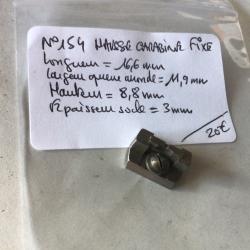 N°154 HAUSSE CARABINE FIXE
Longueur = 16,6 mm
Largeur queue aronde = 11,9 mm
Hauteur = 8,8 mm
Epaisseur socle = 3 mm
20€